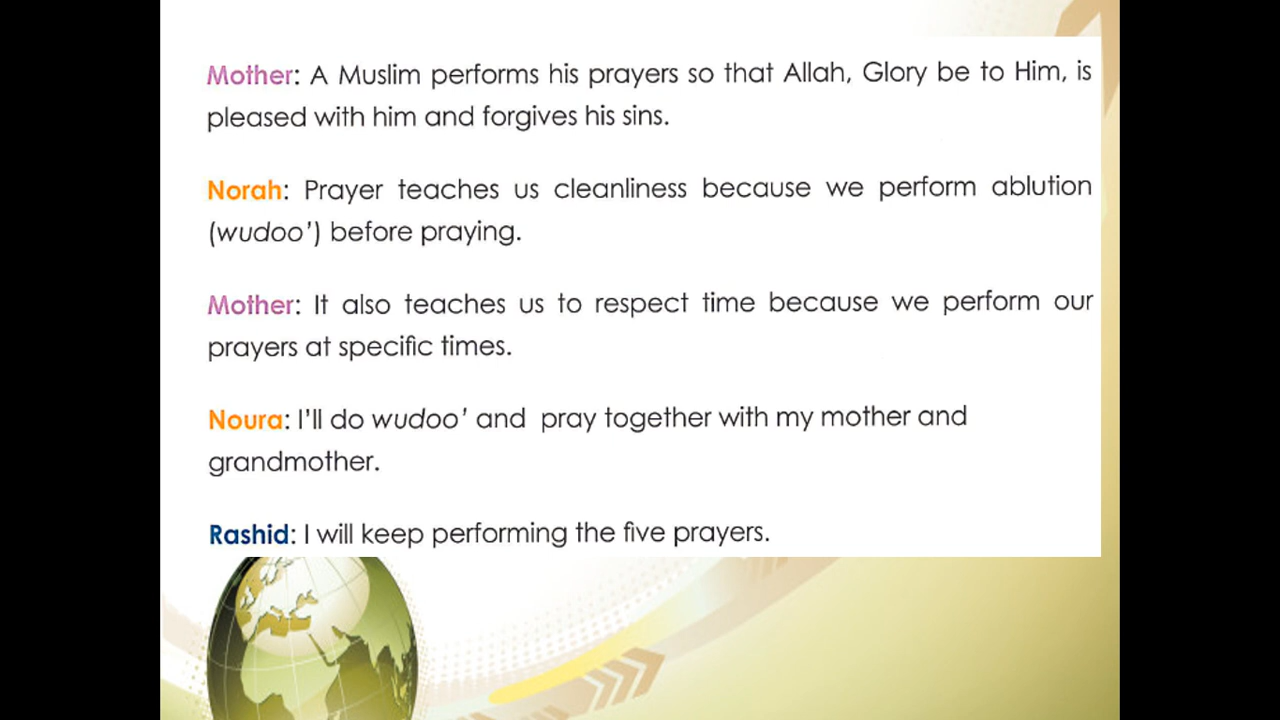 Mother: A Muslim performs his prayers so that Allah, Glory be to Him, is
pleased with him and forgives his sins.
Norah: Prayer teaches us cleanliness because we perform ablution
(wudoo') before praying.
Mother: It also teaches us to respect time because we perform our
prayers at specific times.
Noura: I'll do wudoo' and pray together with my mother and
grandmother.
Rashid: I will keep performing the five prayers.